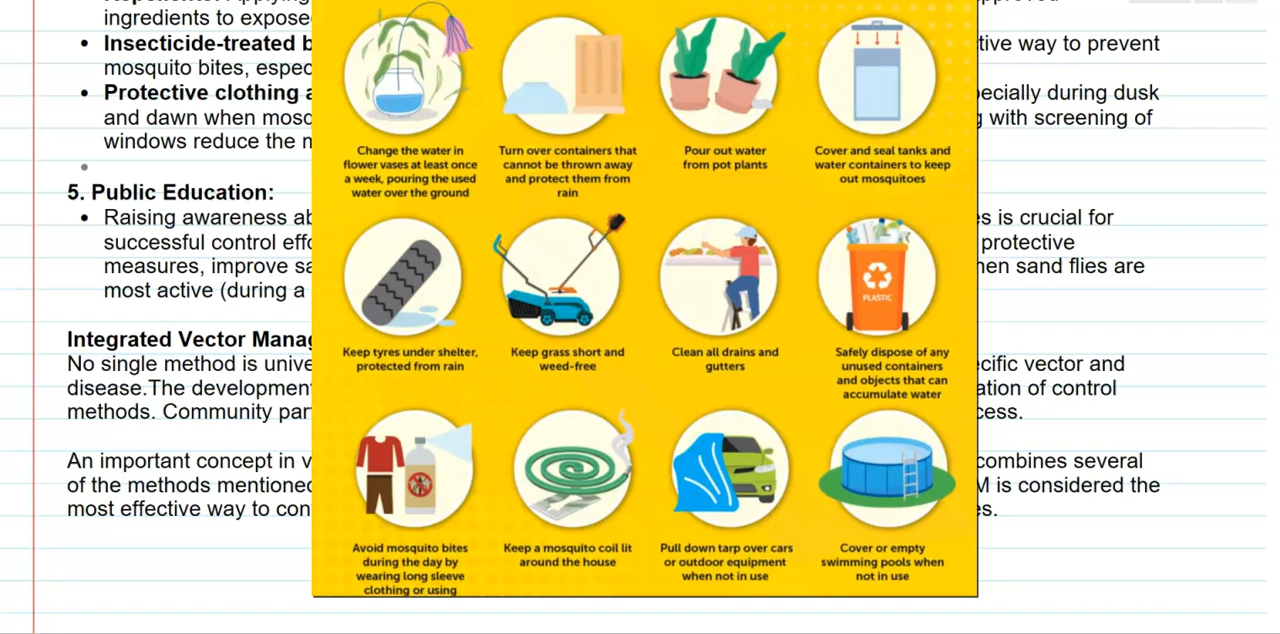 ingredients to expose
• Insecticide-treated b
tive way to prevent
mosquito bites, espec
• Protective clothing a
pecially during dusk
and dawn when mosq
g with screening of
windows reduce the m
5. Public Education:
• Raising awareness ab
es is crucial for
successful control effo
protective
measures, improve sa
hen sand flies are
most active (during a
Integrated Vector Manag
No single method is unive
ecific vector and
disease.The development
ation of control
methods. Community part
cess.
An important concept in v
combines several
of the methods mentioned
M is considered the
most effective way to con
es.
Change the water in
flower vases at least once
a week, pouring the used
water over the ground
Turn over containers that
cannot be thrown away
and protect them from
rain
Pour out water
from pot plants
Cover and seal tanks and
water containers to keep
out mosquitoes
Keep tyres under shelter,
protected from rain
Keep grass short and
weed-free
Clean all drains and
gutters
PLASTIC
Safely dispose of any
unused containers
and objects that can
accumulate water
Avoid mosquito bites
during the day by
wearing long sleeve
clothing or using
Keep a mosquito coil lit
around the house
Pull down tarp over cars
or outdoor equipment
when not in use
Cover or empty
swimming pools when
not in use